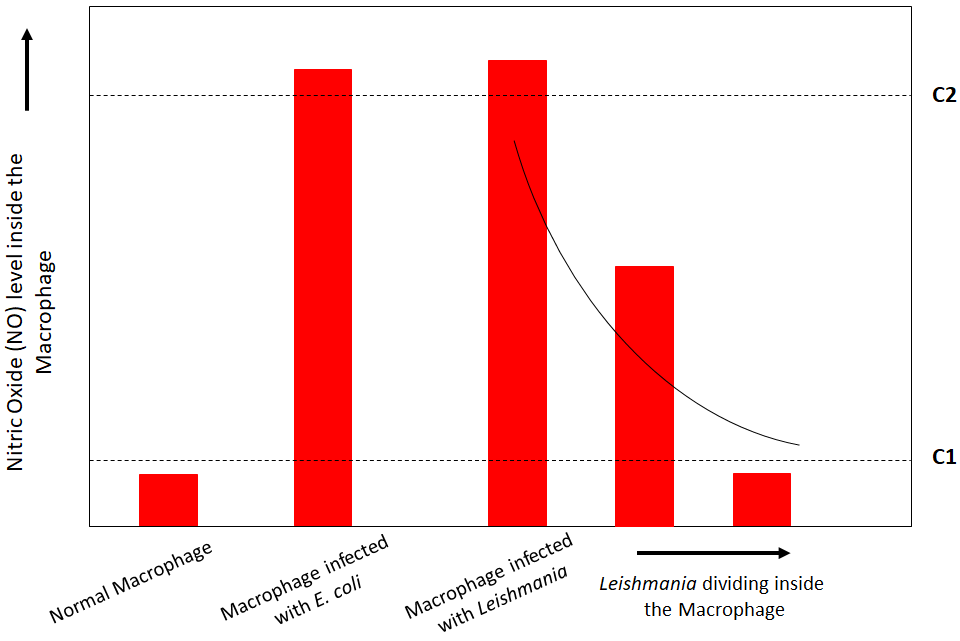 Nitric Oxide (NO) level inside the
Macrophage
C2
C1
Normal Macrophage
Macrophage infected
with E. coli
Macrophage infected
with Leishmania
Leishmania dividing inside
the Macrophage